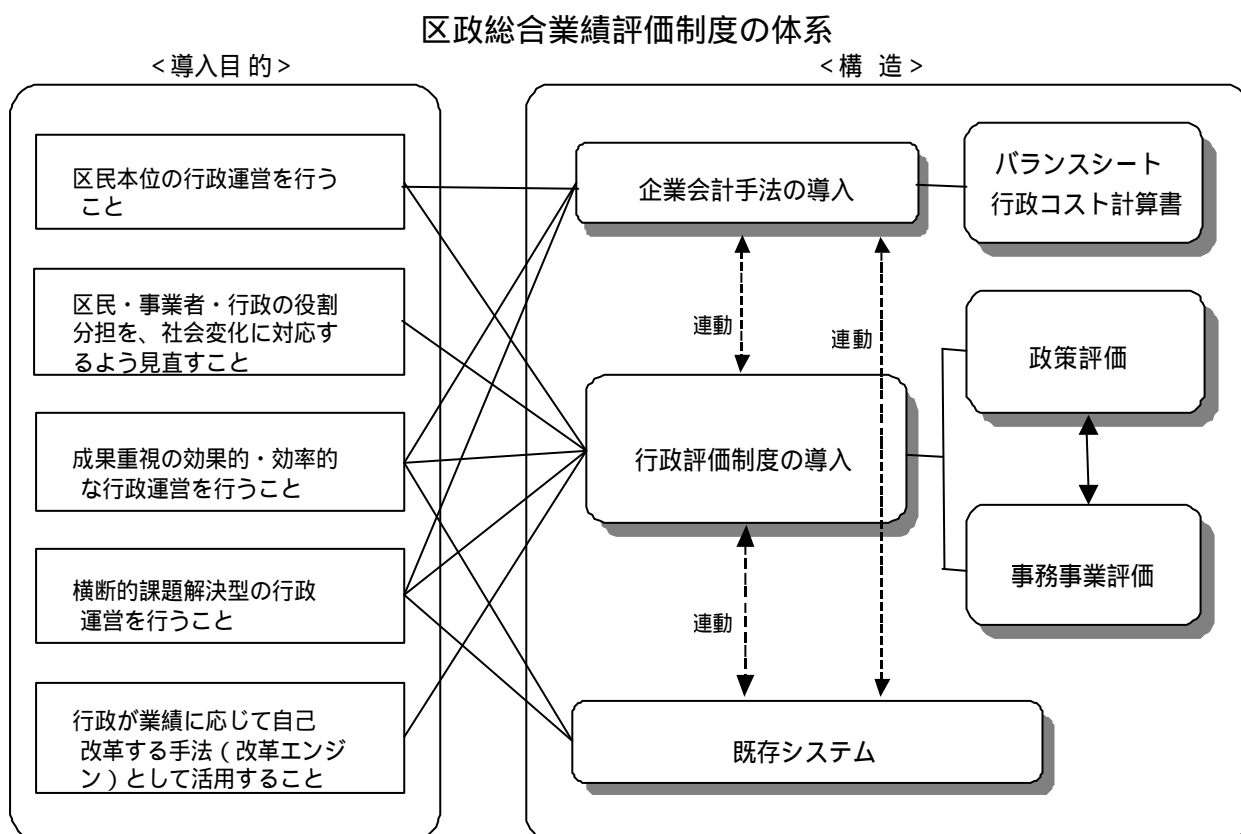 区政総合業績評価制度の体系
<導入目的>
<構 造>
区民本位の行政運営を行う
こと
区民・事業者・行政の役割
分担を、社会変化に対応す
るよう見直すこと
成果重視の効果的・効率的
な行政運営を行うこと
横断的課題解決型の行政
運営を行うこと
行政が業績に応じて自己
改革する手法(改革エンジ
ン)として活用すること
企業会計手法の導入
バランスシート
行政コスト計算書
連動
連動
行政評価制度の導入
政策評価
事務事業評価
連動
既存システム